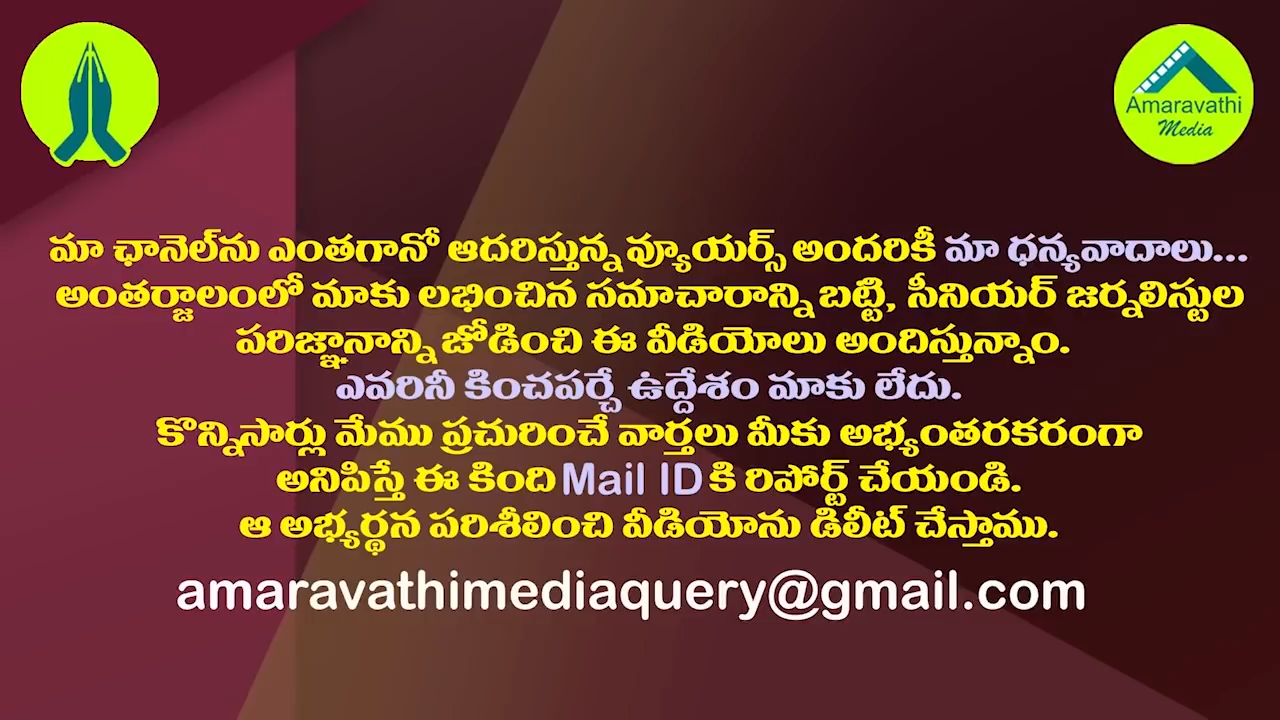 Amaravathi
Media
మా ఛానెల్‌ను ఎంతగానో ఆదరిస్తున్న వ్యూయర్స్ అందరికీ మా ధన్యవాదాలు...
అంతర్జాలంలో మాకు లభించిన సమాచారాన్ని బట్టి, సీనియర్ జర్నలిస్టుల
పరిజ్ఞానాన్ని జోడించి ఈ వీడియోలు అందిస్తున్నాం.
ఎవరినీ కించపర్చే ఉద్దేశం మాకు లేదు.
కొన్నిసార్లు మేము ప్రచురించే వార్తలు మీకు అభ్యంతరకరంగా
అనిపిస్తే ఈ కింది Mail ID కి రిపోర్ట్ చేయండి.
ఆ అభ్యర్థన పరిశీలించి వీడియోను డిలీట్ చేస్తాము.
amaravathimediaquery@gmail.com